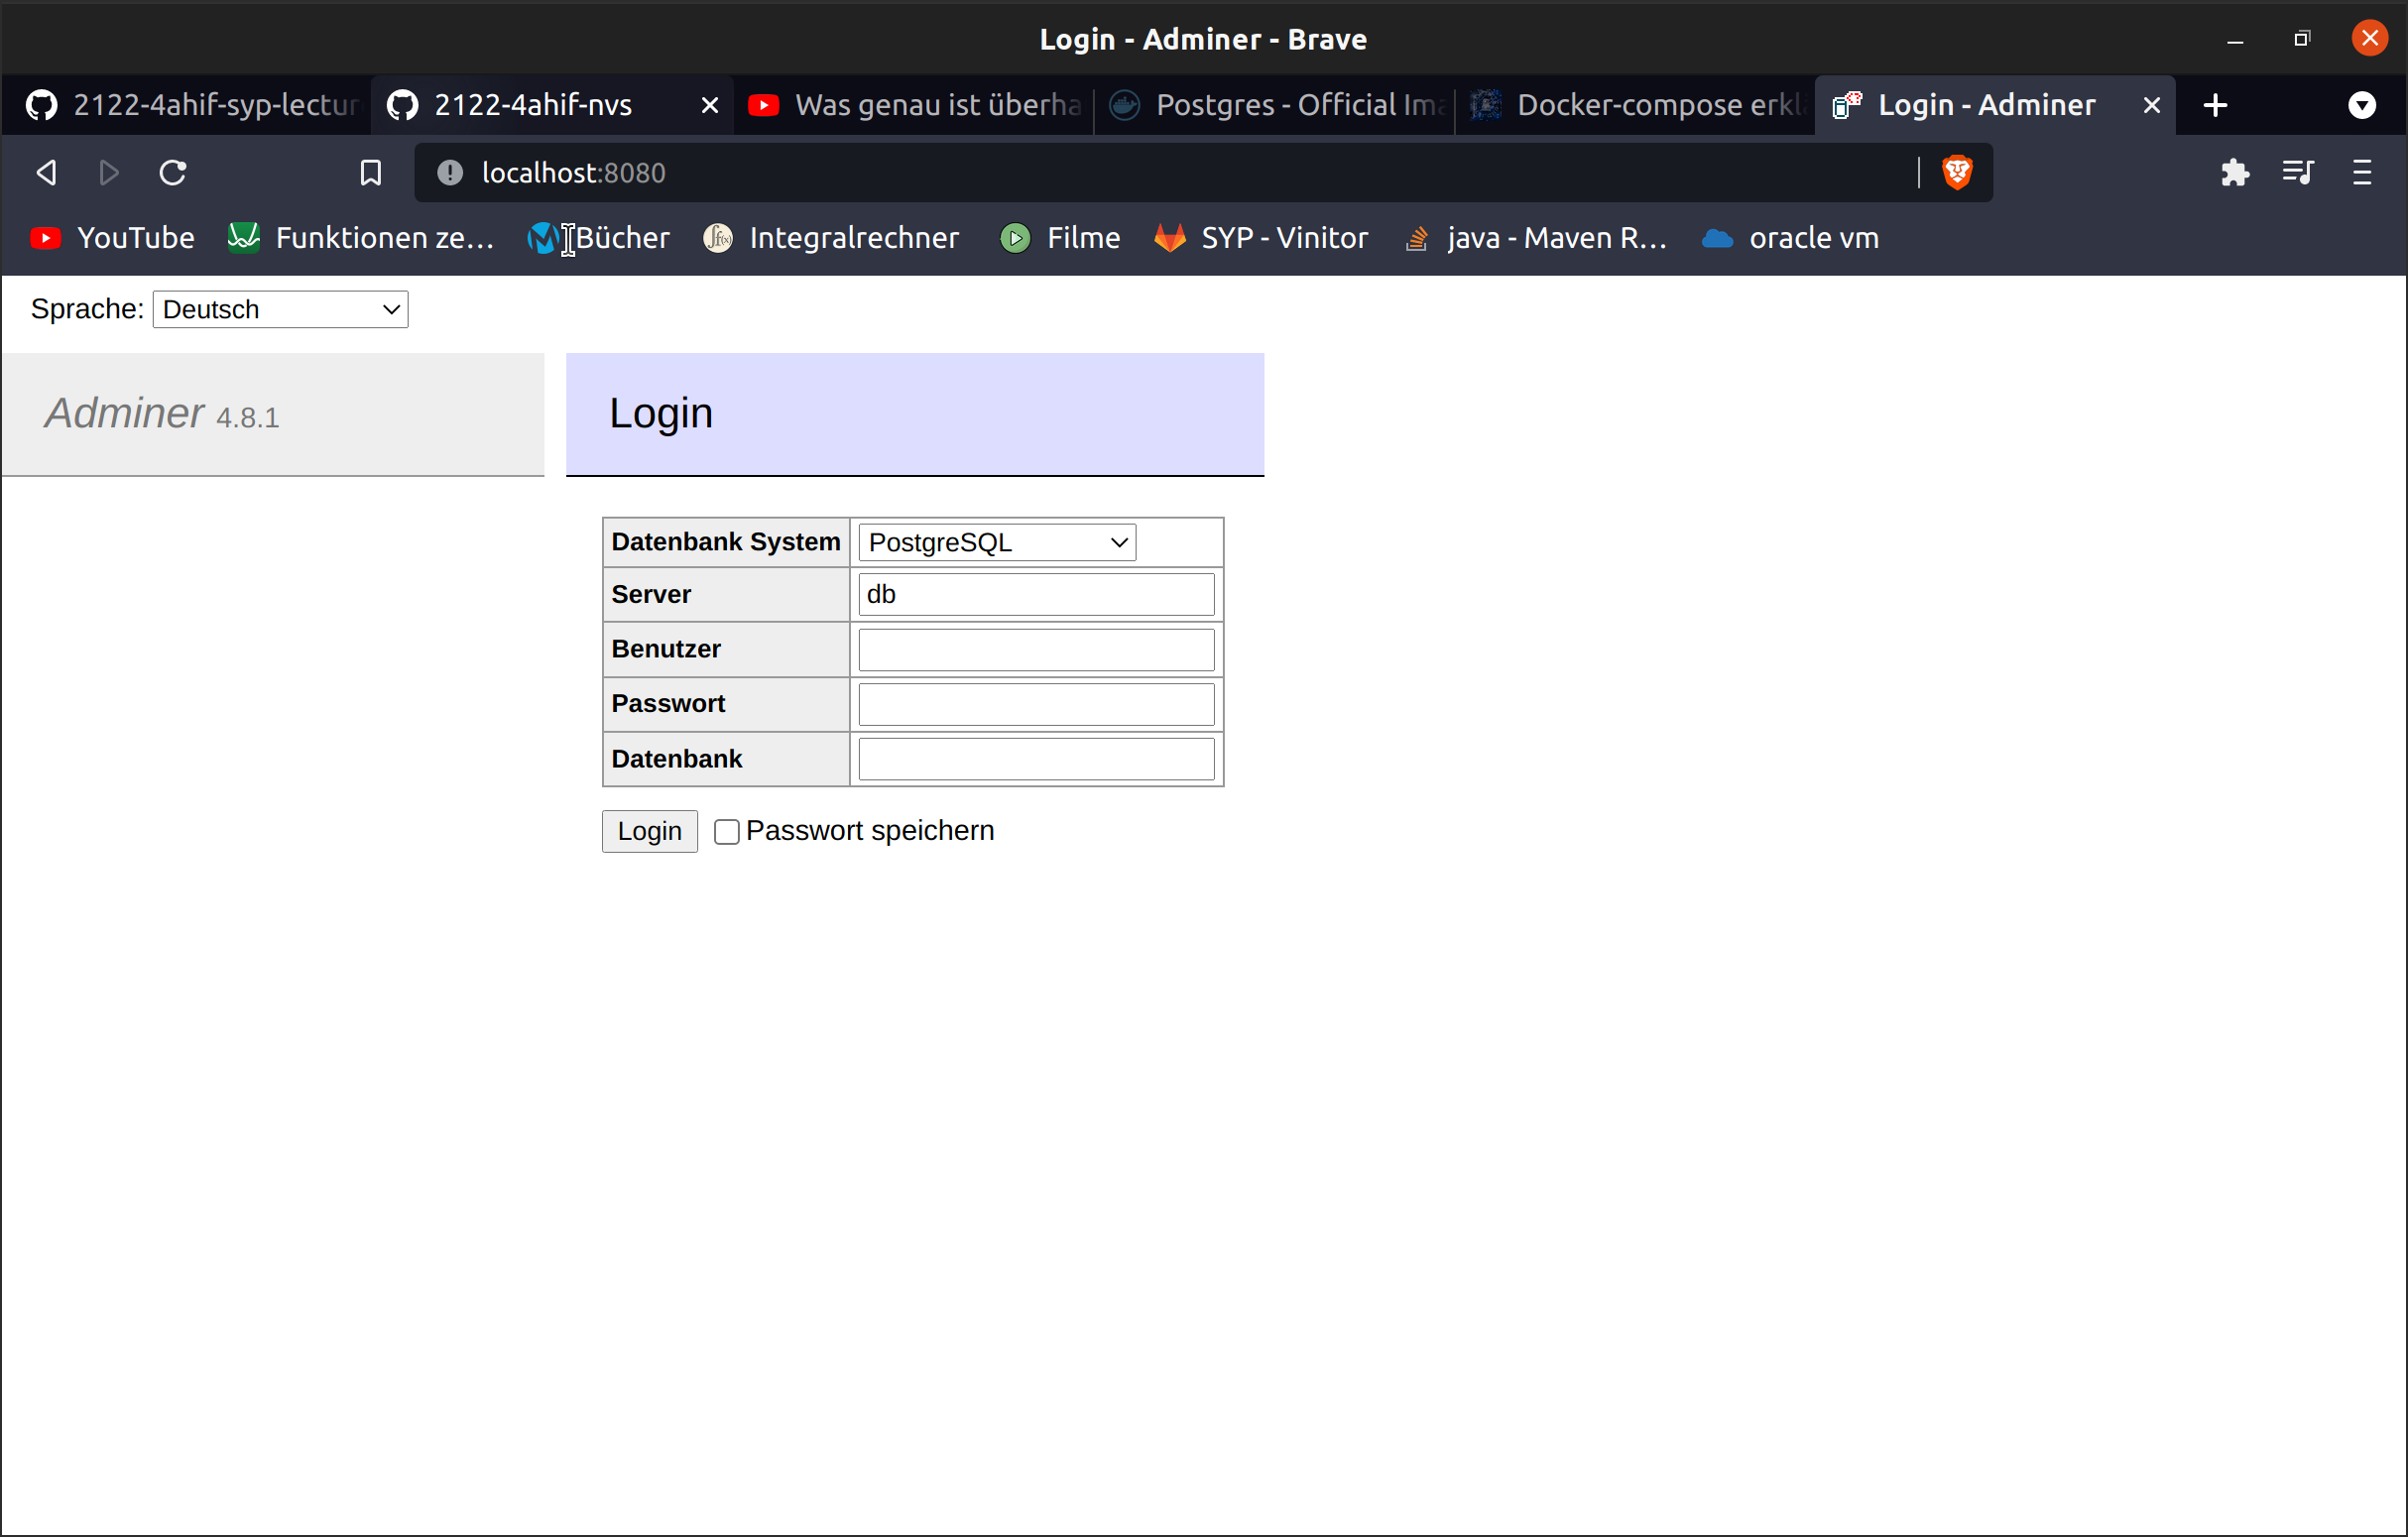 Login - Adminer - Brave
2122-4ahif-syp-lectur
2122-4ahif-nvs
Was genau ist überha
Postgres - Official Ima
Docker-compose erklä
Login - Adminer
localhost:8080
YouTube
Funktionen ze...
Bücher
Integralrechner
Filme
SYP - Vinitor
java - Maven R...
oracle vm
Sprache: Deutsch
Adminer 4.8.1
Login
Datenbank System PostgreSQL
Server db
Benutzer
Passwort
Datenbank
Login Passwort speichern